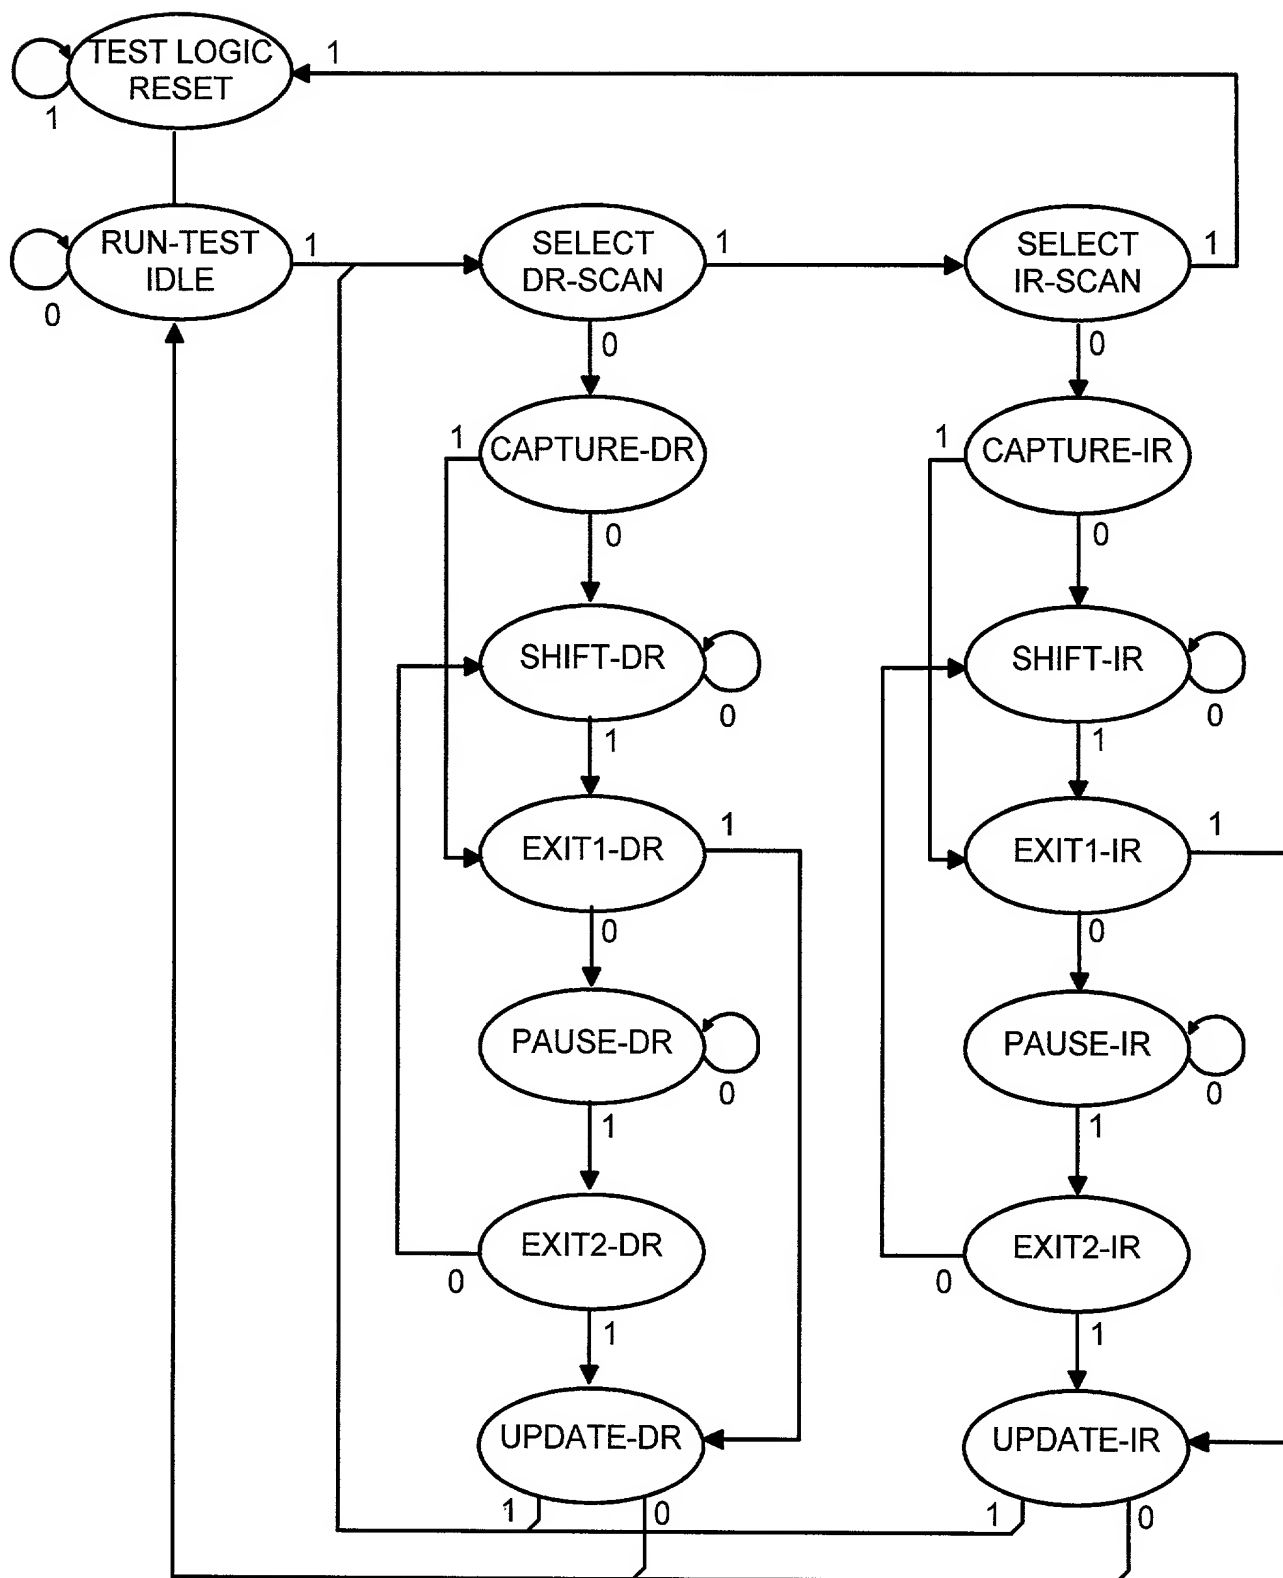 TEST LOGIC
RESET
1
1
RUN-TEST
IDLE
1
0
SELECT
DR-SCAN
1
0
SELECT
IR-SCAN
1
0
CAPTURE-DR
1
0
CAPTURE-IR
1
0
SHIFT-DR
0
1
SHIFT-IR
0
1
EXIT1-DR
1
0
EXIT1-IR
1
0
PAUSE-DR
0
1
PAUSE-IR
0
1
EXIT2-DR
0
1
EXIT2-IR
0
1
UPDATE-DR
1
0
UPDATE-IR
1
0